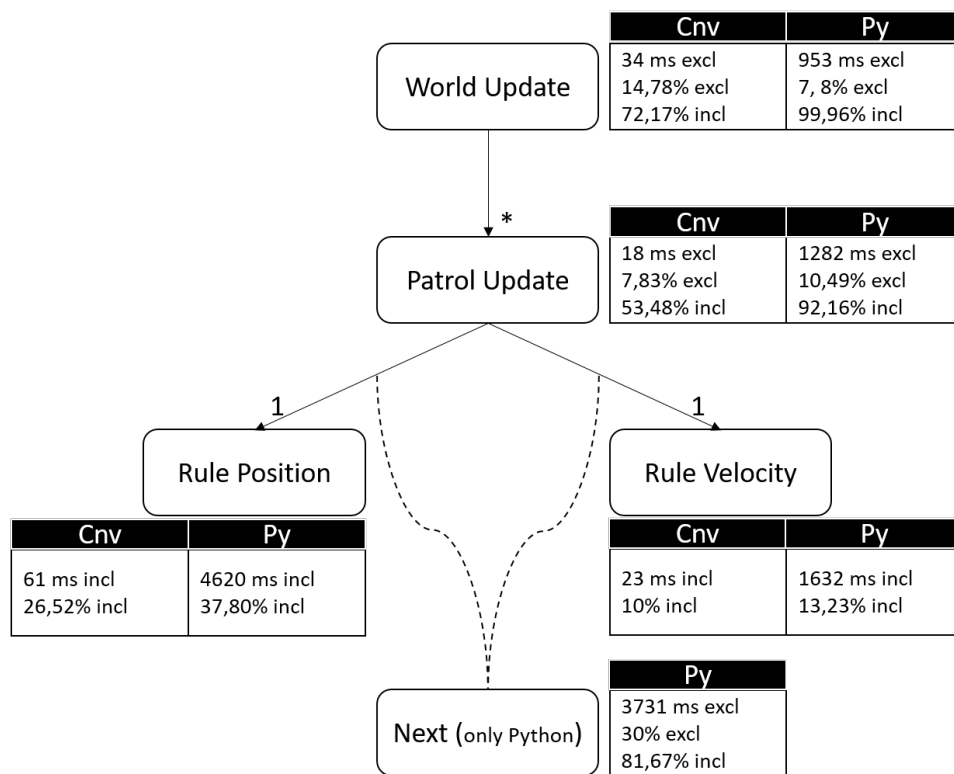 Cnv Py
34 ms excl 953 ms excl
14,78% excl 7, 8% excl
72,17% incl 99,96% incl
World Update
*
Cnv Py
18 ms excl 1282 ms excl
7,83% excl 10,49% excl
53,48% incl 92,16% incl
Patrol Update
1 1
Rule Position Rule Velocity
Cnv Py
61 ms incl 4620 ms incl
26,52% incl 37,80% incl
Cnv Py
23 ms incl 1632 ms incl
10% incl 13,23% incl
Next (only Python)
Py
3731 ms excl
30% excl
81,67% incl